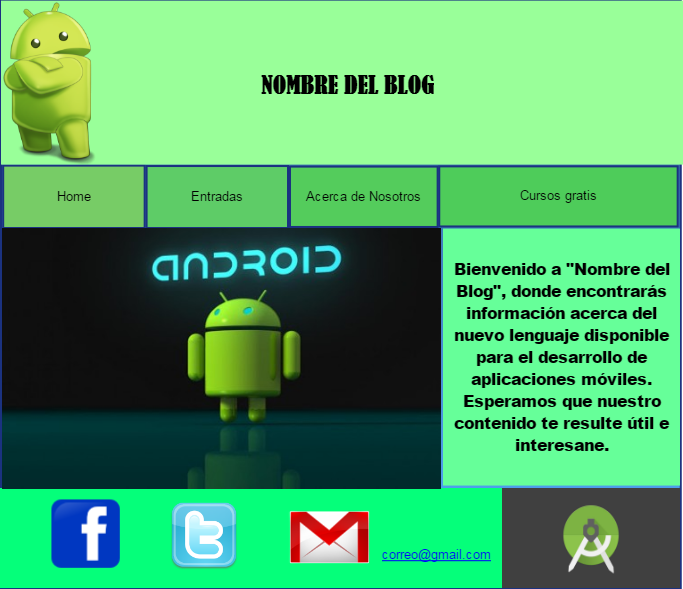 NOMBRE DEL BLOG
Home
Entradas
Acerca de Nosotros
Cursos gratis
ANDROID
Bienvenido a "Nombre del
Blog", donde encontrarás
información acerca del
nuevo lenguaje disponible
para el desarrollo de
aplicaciones móviles.
Esperamos que nuestro
contenido te resulte útil e
interesane.
f
t
correo@gmail.com